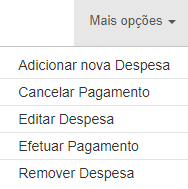 Mais opções
Adicionar nova Despesa
Cancelar Pagamento
Editar Despesa
Efetuar Pagamento
Remover Despesa